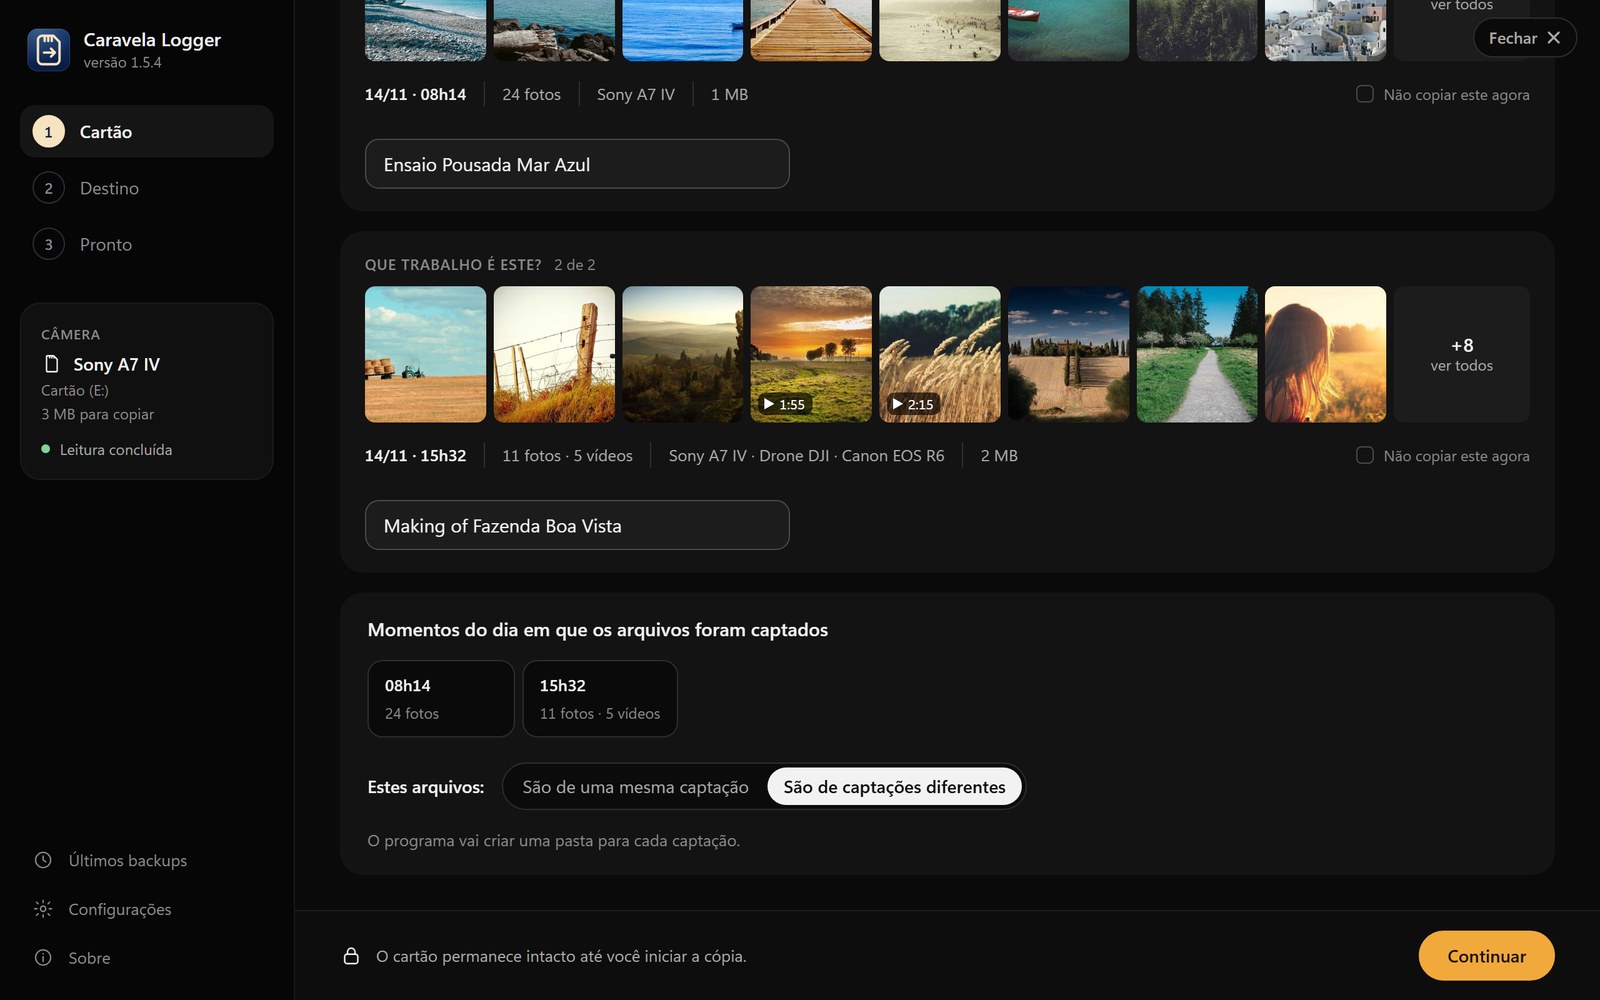 Caravela Logger
versão 1.5.4
1 Cartão
2 Destino
3 Pronto
CÂMERA
Sony A7 IV
Cartão (E:)
3 MB para copiar
Leitura concluída
Últimos backups
Configurações
Sobre
ver todos
Fechar
14/11 · 08h14
24 fotos
Sony A7 IV
1 MB
Não copiar este agora
Ensaio Pousada Mar Azul
QUE TRABALHO É ESTE? 2 de 2
1:55
2:15
+8
ver todos
14/11 · 15h32
11 fotos · 5 vídeos
Sony A7 IV · Drone DJI · Canon EOS R6
2 MB
Não copiar este agora
Making of Fazenda Boa Vista
Momentos do dia em que os arquivos foram captados
08h14
24 fotos
15h32
11 fotos · 5 vídeos
Estes arquivos:
São de uma mesma captação
São de captações diferentes
O programa vai criar uma pasta para cada captação.
O cartão permanece intacto até você iniciar a cópia.
Continuar